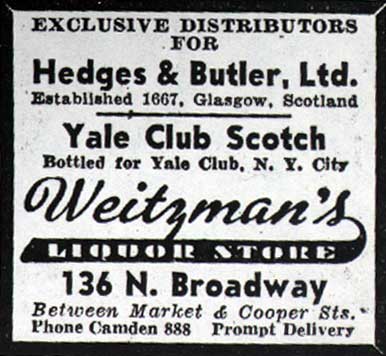 EXCLUSIVE DISTRIBUTORS
FOR
Hedges & Butler, Ltd.
Established 1667, Glasgow, Scotland
Yale Club Scotch
Bottled for Yale Club, N. Y. City
Weitzman's
LIQUOR STORE
136 N. Broadway
Between Market & Cooper Sts.
Phone Camden 888 Prompt Delivery